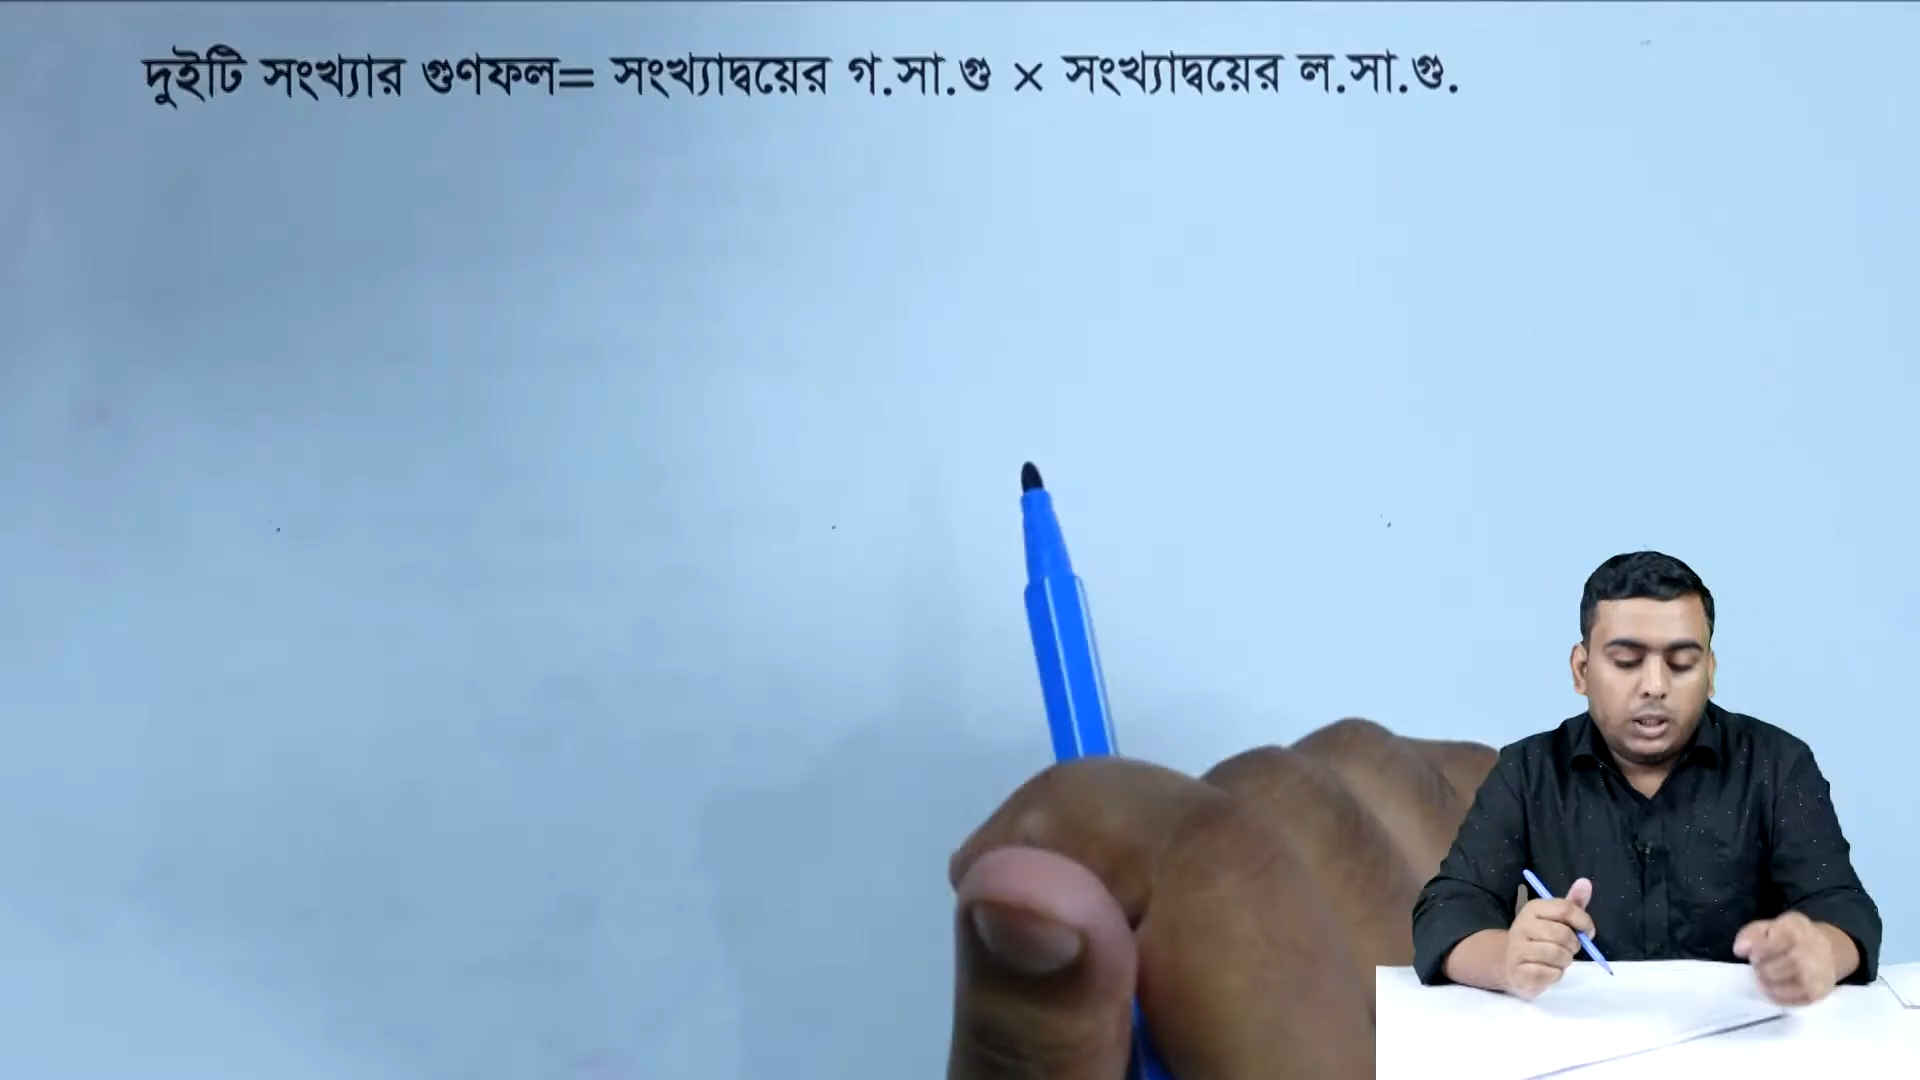 দুইটি সংখ্যার গুণফল= সংখ্যাদ্বয়ের গ.সা.গু × সংখ্যাদ্বয়ের ল.সা.গু.